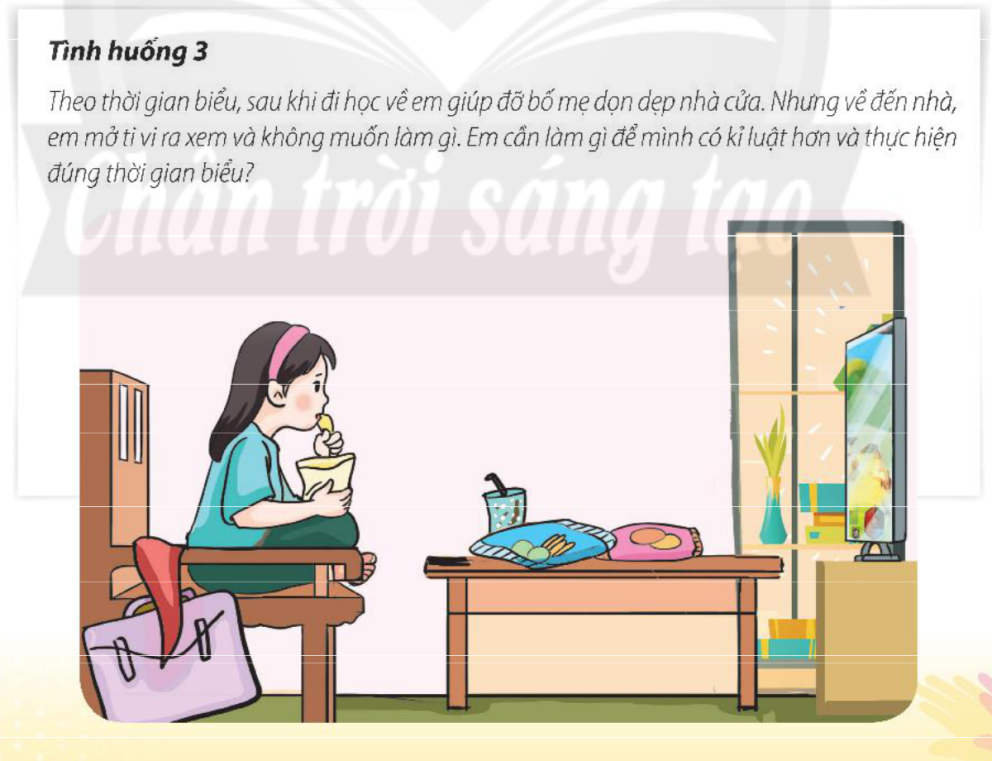 Tình huống 3
Theo thời gian biểu, sau khi đi học về em giúp đỡ bố mẹ dọn dẹp nhà cửa. Nhưng về đến nhà,
em mở ti vi ra xem và không muốn làm gì. Em cần làm gì để mình có kỉ luật hơn và thực hiện
đúng thời gian biểu?
Chân trời sáng tạo